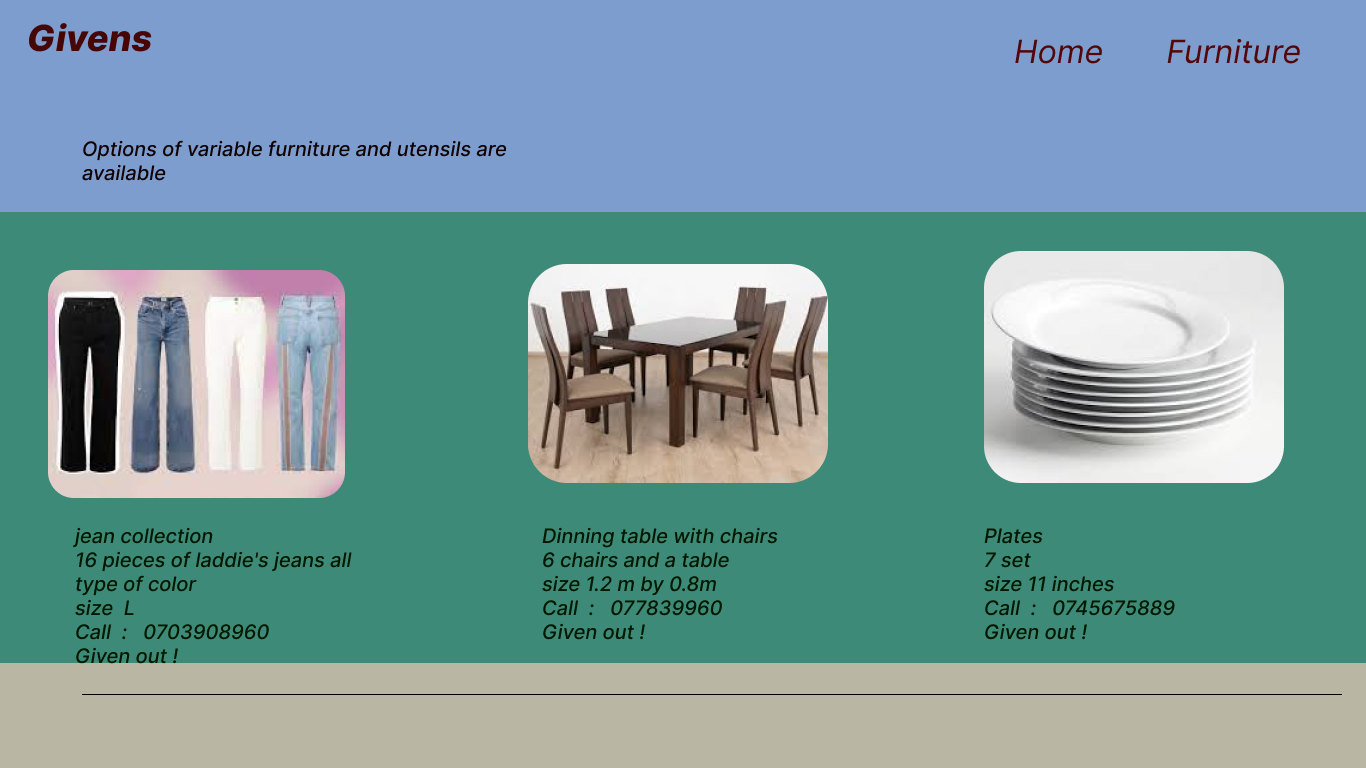 Givens
Home Furniture
Options of variable furniture and utensils are
available
jean collection
16 pieces of laddie's jeans all
type of color
size L
Call : 0703908960
Given out !
Dinning table with chairs
6 chairs and a table
size 1.2 m by 0.8m
Call : 077839960
Given out !
Plates
7 set
size 11 inches
Call : 0745675889
Given out !